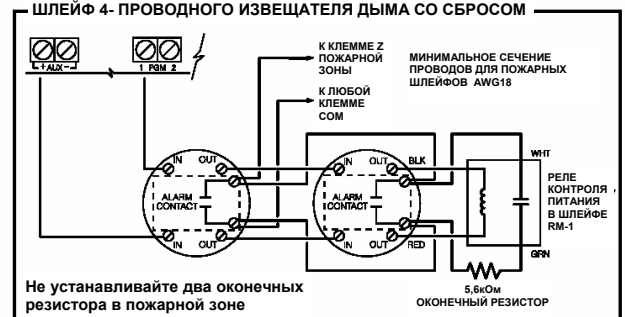 ШЛЕЙФ 4- ПРОВОДНОГО ИЗВЕЩАТЕЛЯ ДЫМА СО СБРОСОМ
+ AUX -
1 PGM 2
К КЛЕММЕ Z
ПОЖАРНОЙ
ЗОНЫ
К ЛЮБОЙ
КЛЕММЕ
COM
МИНИМАЛЬНОЕ СЕЧЕНИЕ
ПРОВОДОВ ДЛЯ ПОЖАРНЫХ
ШЛЕЙФОВ AWG18
IN OUT
ALARM
CONTACT
IN OUT
IN OUT
ALARM
CONTACT
IN OUT
BLK
RED
WHT
РЕЛЕ
КОНТРОЛЯ
ПИТАНИЯ
В ШЛЕЙФЕ
RM-1
GRN
5,6кОм
ОКОНЕЧНЫЙ РЕЗИСТОР
Не устанавливайте два оконечных
резистора в пожарной зоне